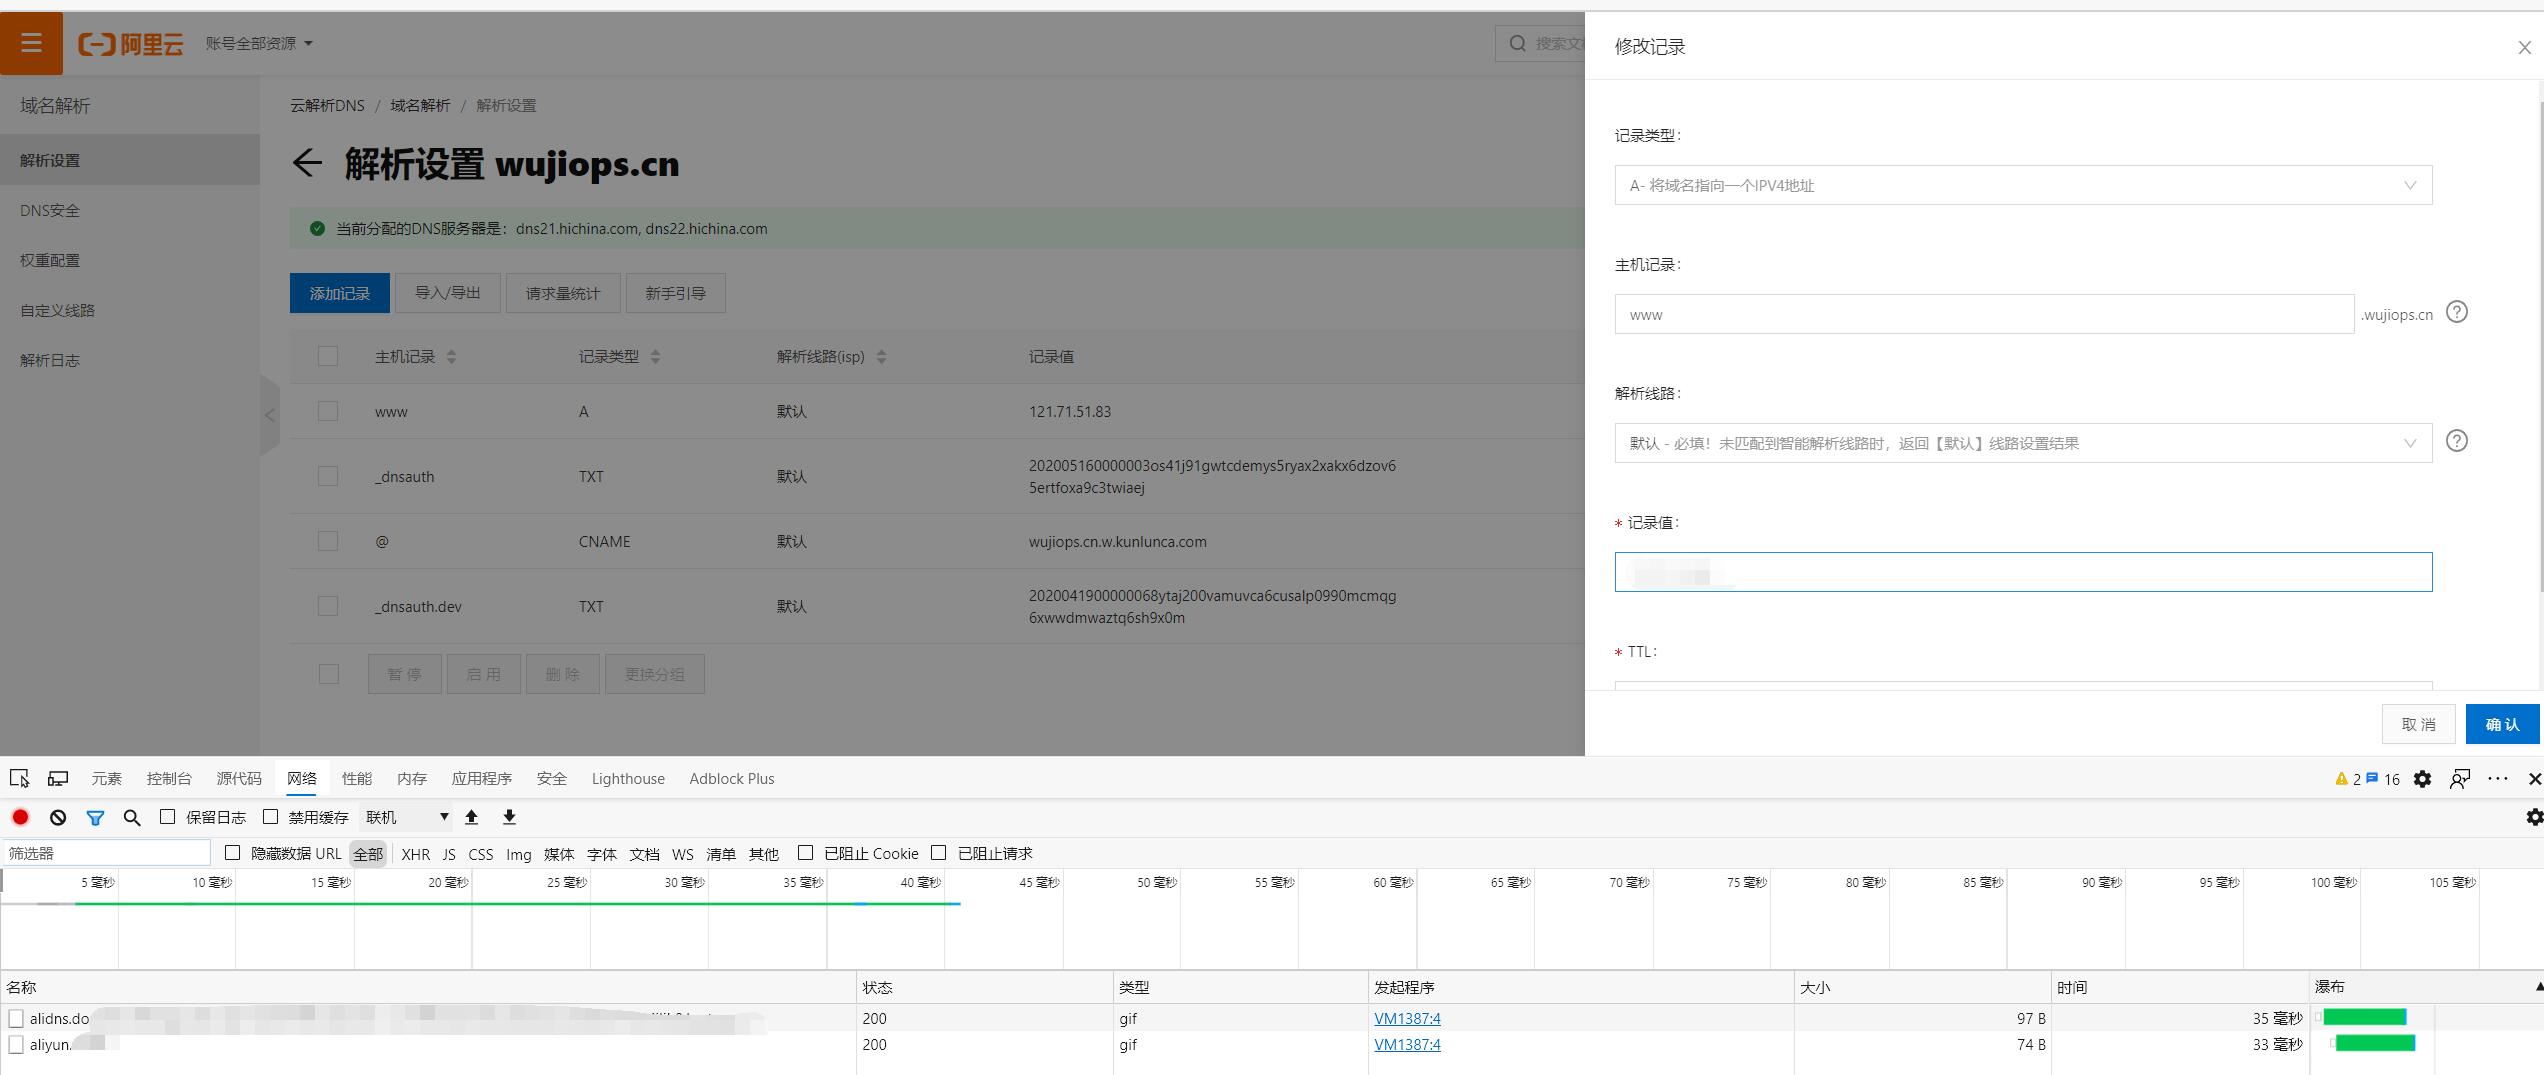 阿里云
账号全部资源
搜索文
域名解析
解析设置
DNS安全
权重配置
自定义线路
解析日志
云解析DNS / 域名解析 / 解析设置
解析设置 wujiops.cn
当前分配的DNS服务器是：dns21.hichina.com, dns22.hichina.com
添加记录 导入/导出 请求量统计 新手引导
主机记录 记录类型 解析线路(isp) 记录值
www A 默认 121.71.51.83
_dnsauth TXT 默认 202005160000003os41j91gwtcdemys5ryax2xakx6dzov6
5ertfoxa9c3twiaej
@ CNAME 默认 wujiops.cn.w.kunlunca.com
_dnsauth.dev TXT 默认 2020041900000068ytaj200vamuvca6cusalp0990mcmqg
6xwwdmwaztq6sh9x0m
暂 停 启 用 删 除 更换分组
修改记录
记录类型：
A- 将域名指向一个IPV4地址
主机记录：
www .wujiops.cn
解析线路：
默认 - 必填！未匹配到智能解析线路时，返回【默认】线路设置结果
* 记录值：
* TTL：
取 消 确 认
元素 控制台 源代码 网络 性能 内存 应用程序 安全 Lighthouse Adblock Plus 2 16
保留日志 禁用缓存 联机
筛选器 隐藏数据 URL 全部 XHR JS CSS Img 媒体 字体 文档 WS 清单 其他 已阻止 Cookie 已阻止请求
5 毫秒 10 毫秒 15 毫秒 20 毫秒 25 毫秒 30 毫秒 35 毫秒 40 毫秒 45 毫秒 50 毫秒 55 毫秒 60 毫秒 65 毫秒 70 毫秒 75 毫秒 80 毫秒 85 毫秒 90 毫秒 95 毫秒 100 毫秒 105 毫秒
名称 状态 类型 发起程序 大小 时间 瀑布
alidns.do 200 gif VM1387:4 97 B 35 毫秒
aliyun. 200 gif VM1387:4 74 B 33 毫秒